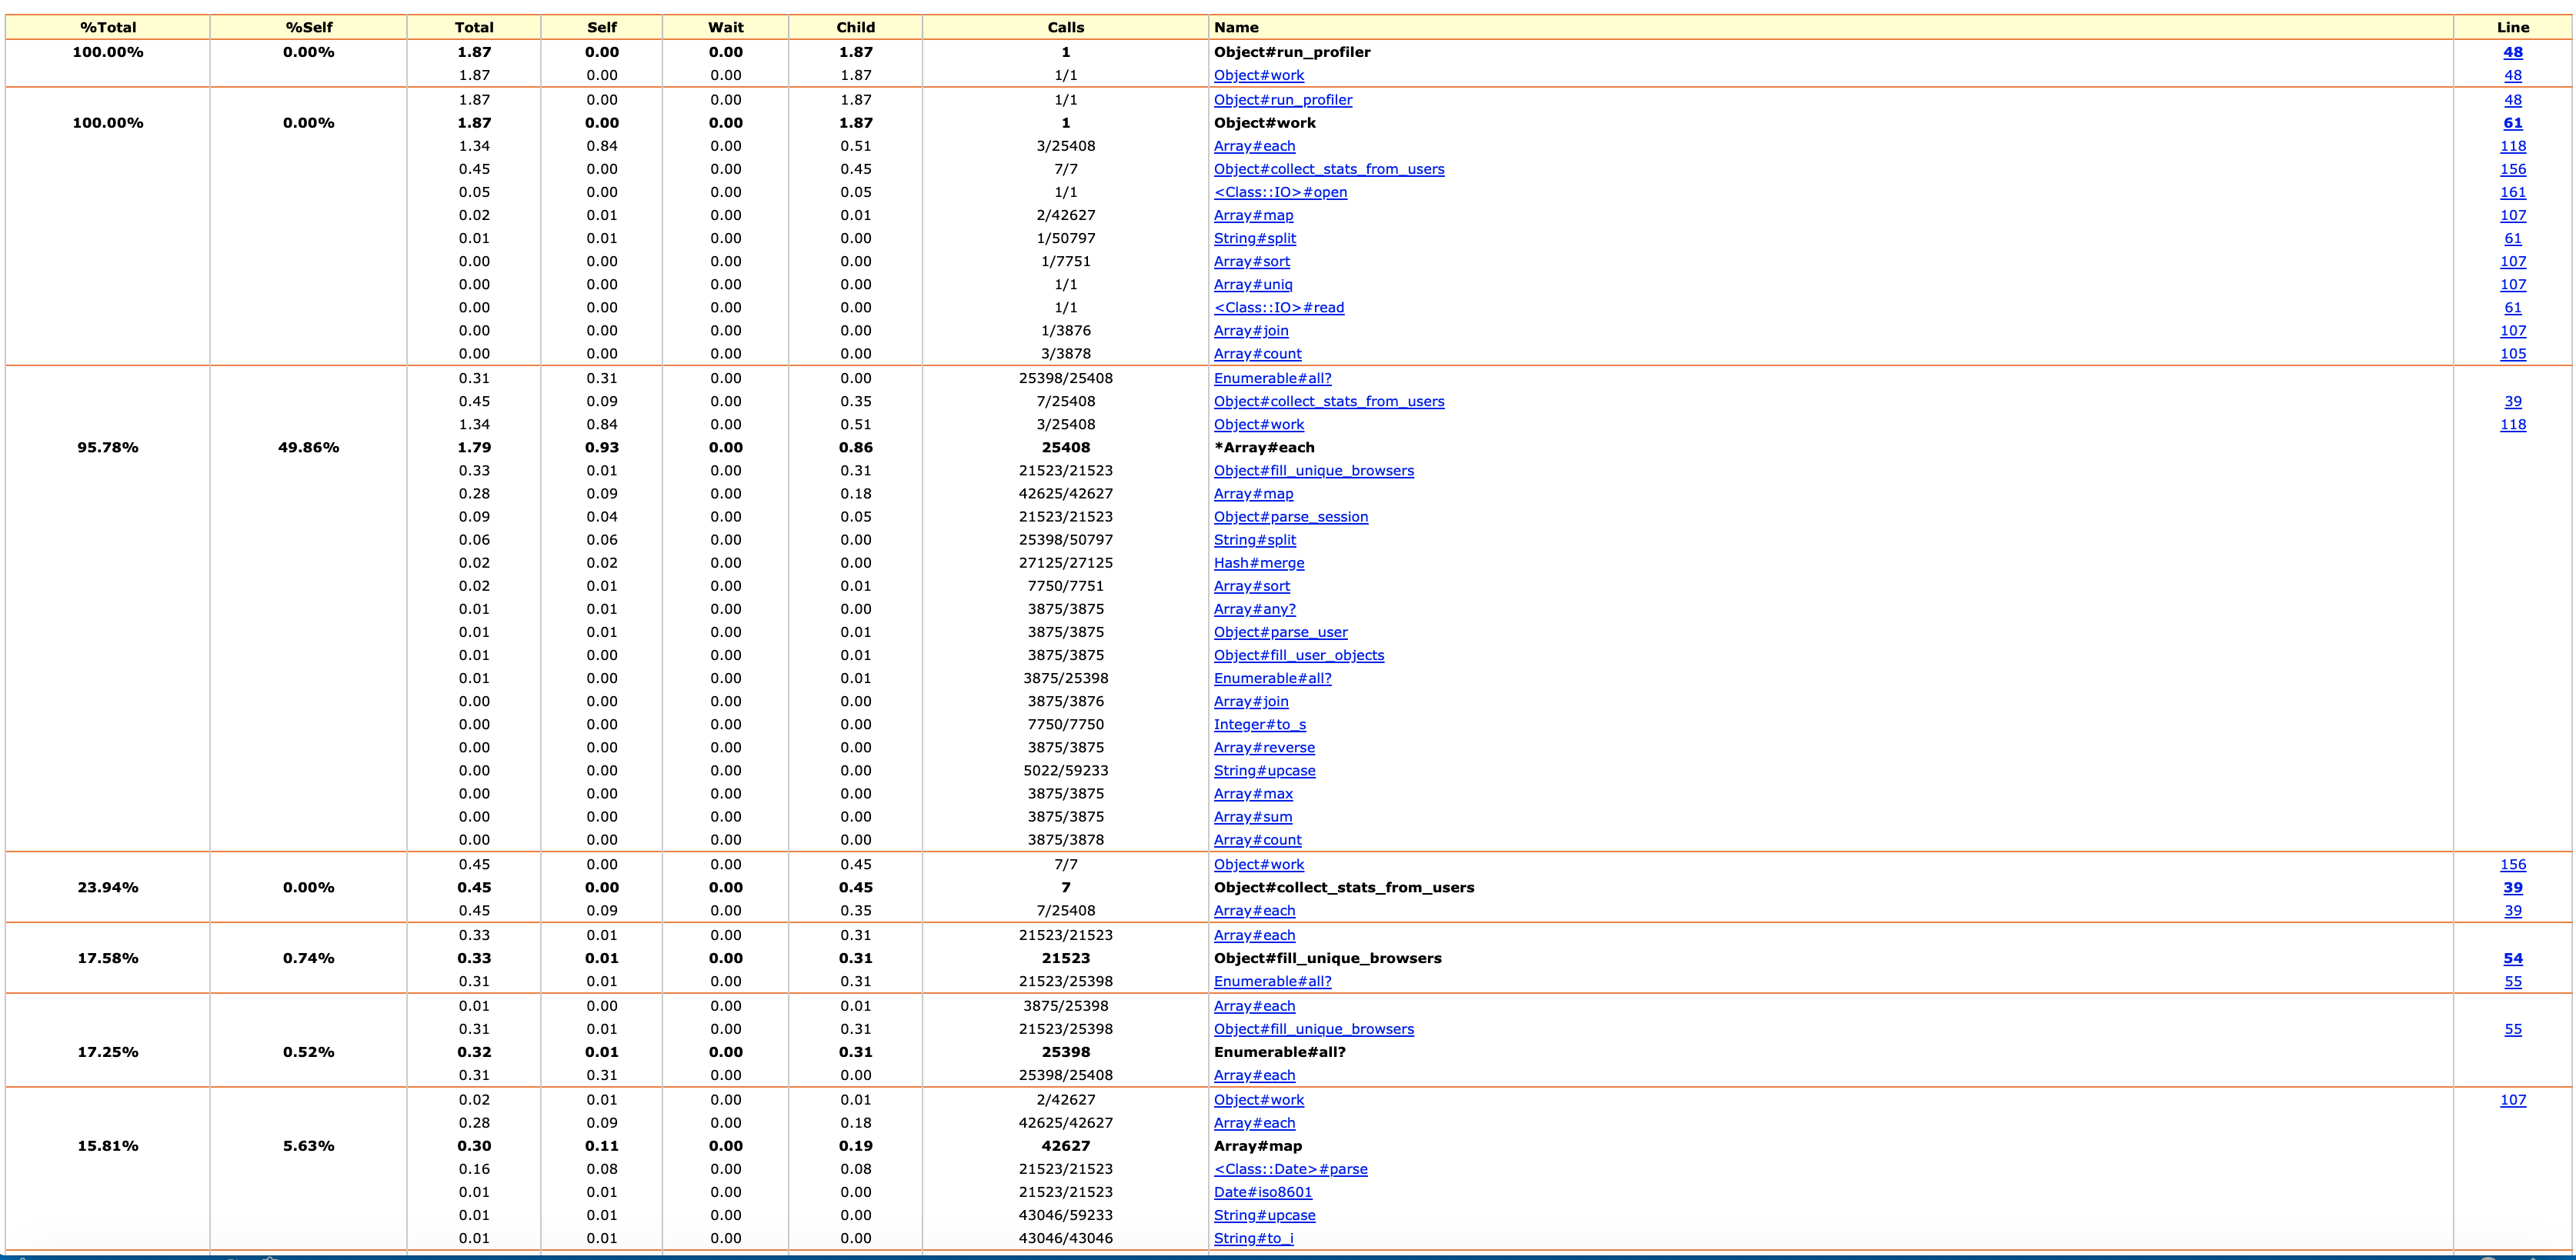 %Total %Self Total Self Wait Child Calls Name Line
100.00% 0.00% 1.87 0.00 0.00 1.87 1 Object#run_profiler 48
1.87 0.00 0.00 1.87 1/1 Object#work 48
1.87 0.00 0.00 1.87 1/1 Object#run_profiler 48
100.00% 0.00% 1.87 0.00 0.00 1.87 1 Object#work 61
1.34 0.84 0.00 0.51 3/25408 Array#each 118
0.45 0.00 0.00 0.45 7/7 Object#collect_stats_from_users 156
0.05 0.00 0.00 0.05 1/1 <Class::IO>#open 161
0.02 0.01 0.00 0.01 2/42627 Array#map 107
0.01 0.01 0.00 0.00 1/50797 String#split 61
0.00 0.00 0.00 0.00 1/7751 Array#sort 107
0.00 0.00 0.00 0.00 1/1 Array#uniq 107
0.00 0.00 0.00 0.00 1/1 <Class::IO>#read 61
0.00 0.00 0.00 0.00 1/3876 Array#join 107
0.00 0.00 0.00 0.00 3/3878 Array#count 105
0.31 0.31 0.00 0.00 25398/25408 Enumerable#all?
0.45 0.09 0.00 0.35 7/25408 Object#collect_stats_from_users 39
1.34 0.84 0.00 0.51 3/25408 Object#work 118
95.78% 49.86% 1.79 0.93 0.00 0.86 25408 *Array#each
0.33 0.01 0.00 0.31 21523/21523 Object#fill_unique_browsers
0.28 0.09 0.00 0.18 42625/42627 Array#map
0.09 0.04 0.00 0.05 21523/21523 Object#parse_session
0.06 0.06 0.00 0.00 25398/50797 String#split
0.02 0.02 0.00 0.00 27125/27125 Hash#merge
0.02 0.01 0.00 0.01 7750/7751 Array#sort
0.01 0.01 0.00 0.00 3875/3875 Array#any?
0.01 0.01 0.00 0.01 3875/3875 Object#parse_user
0.01 0.00 0.00 0.01 3875/3875 Object#fill_user_objects
0.01 0.00 0.00 0.01 3875/25398 Enumerable#all?
0.00 0.00 0.00 0.00 3875/3876 Array#join
0.00 0.00 0.00 0.00 7750/7750 Integer#to_s
0.00 0.00 0.00 0.00 3875/3875 Array#reverse
0.00 0.00 0.00 0.00 5022/59233 String#upcase
0.00 0.00 0.00 0.00 3875/3875 Array#max
0.00 0.00 0.00 0.00 3875/3875 Array#sum
0.00 0.00 0.00 0.00 3875/3878 Array#count
0.45 0.00 0.00 0.45 7/7 Object#work 156
23.94% 0.00% 0.45 0.00 0.00 0.45 7 Object#collect_stats_from_users 39
0.45 0.09 0.00 0.35 7/25408 Array#each 39
0.33 0.01 0.00 0.31 21523/21523 Array#each
17.58% 0.74% 0.33 0.01 0.00 0.31 21523 Object#fill_unique_browsers 54
0.31 0.01 0.00 0.31 21523/25398 Enumerable#all? 55
0.01 0.00 0.00 0.01 3875/25398 Array#each
0.31 0.01 0.00 0.31 21523/25398 Object#fill_unique_browsers 55
17.25% 0.52% 0.32 0.01 0.00 0.31 25398 Enumerable#all?
0.31 0.31 0.00 0.00 25398/25408 Array#each
0.02 0.01 0.00 0.01 2/42627 Object#work 107
0.28 0.09 0.00 0.18 42625/42627 Array#each
15.81% 5.63% 0.30 0.11 0.00 0.19 42627 Array#map
0.16 0.08 0.00 0.08 21523/21523 <Class::Date>#parse
0.01 0.01 0.00 0.00 21523/21523 Date#iso8601
0.01 0.01 0.00 0.00 43046/59233 String#upcase
0.01 0.01 0.00 0.00 43046/43046 String#to_i